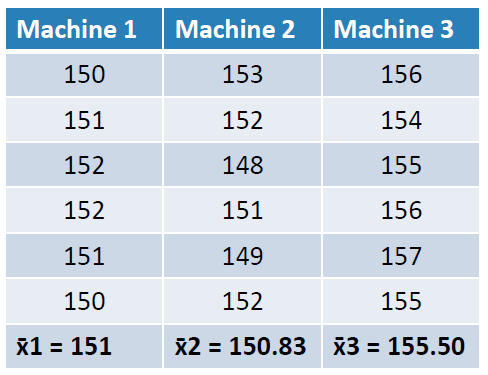 Machine 1 Machine 2 Machine 3
150 153 156
151 152 154
152 148 155
152 151 156
151 149 157
150 152 155
x̄1 = 151 x̄2 = 150.83 x̄3 = 155.50